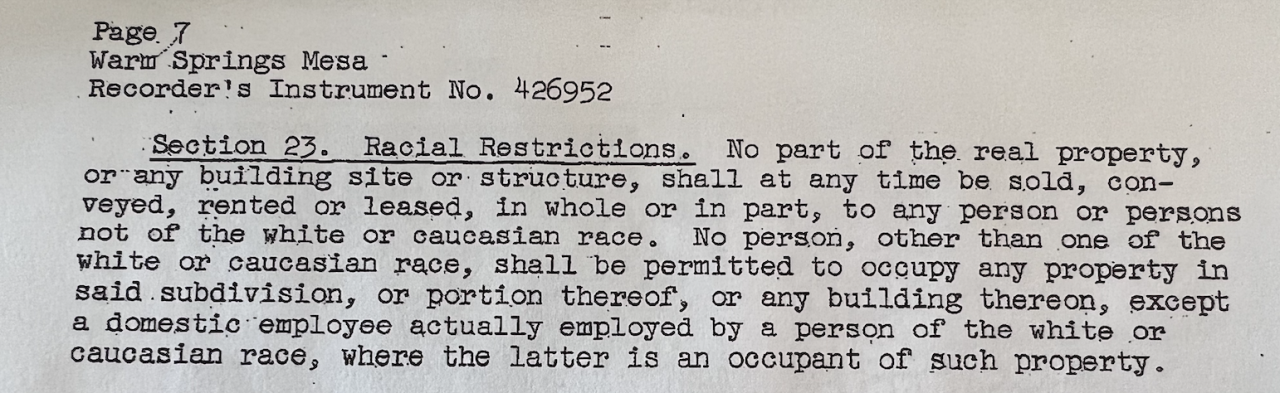 Page 7
Warm Springs Mesa
Recorder's Instrument No. 426952
Section 23. Racial Restrictions. No part of the real property,
or any building site or structure, shall at any time be sold, con-
veyed, rented or leased, in whole or in part, to any person or persons
not of the white or caucasian race. No person, other than one of the
white or caucasian race, shall be permitted to occupy any property in
said subdivision, or portion thereof, or any building thereon, except
a domestic employee actually employed by a person of the white or
caucasian race, where the latter is an occupant of such property.